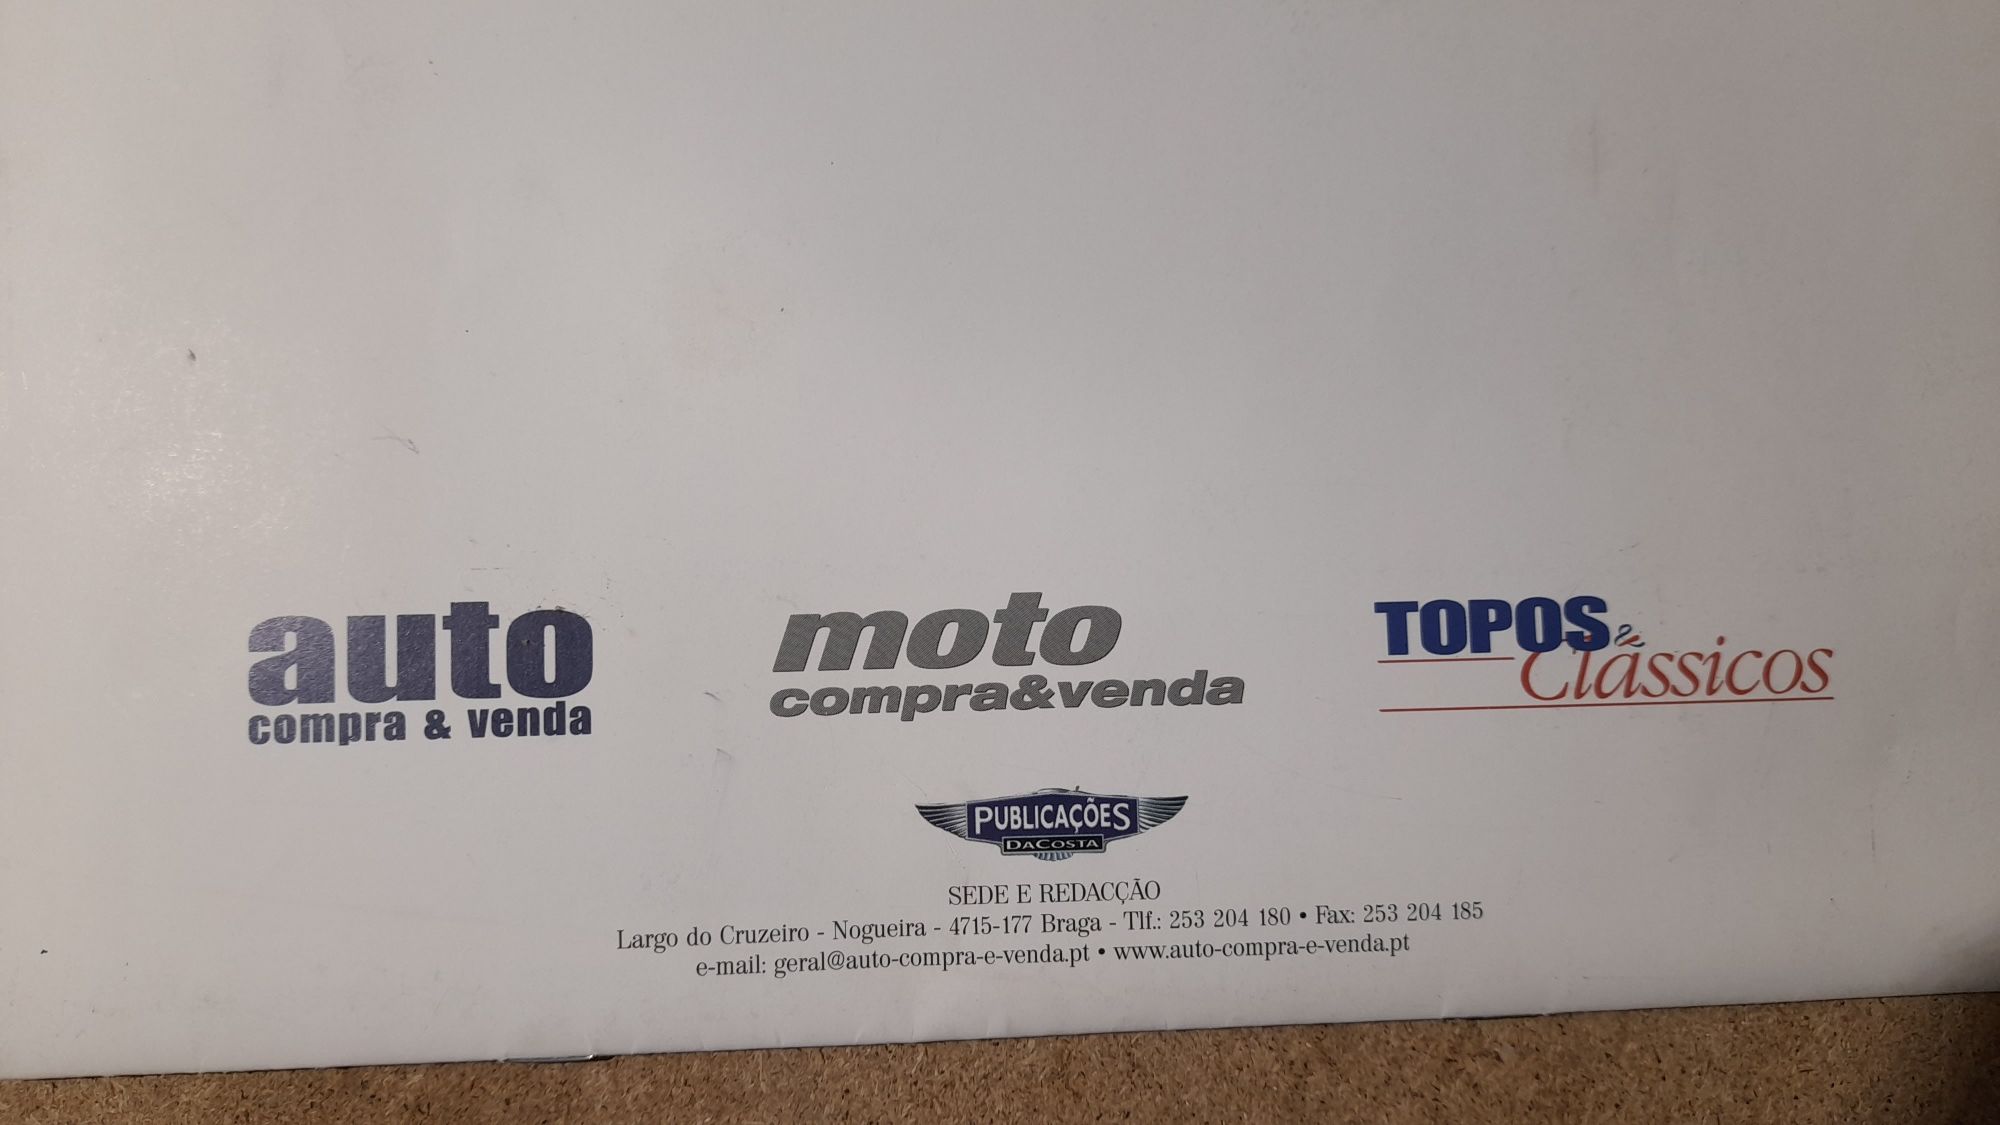 auto
compra & venda
moto
compra&venda
TOPOS &
Clássicos
PUBLICAÇÕES
DACOSTA
SEDE E REDACÇÃO
Largo do Cruzeiro - Nogueira - 4715-177 Braga - Tlf.: 253 204 180 • Fax: 253 204 185
e-mail: geral@auto-compra-e-venda.pt • www.auto-compra-e-venda.pt